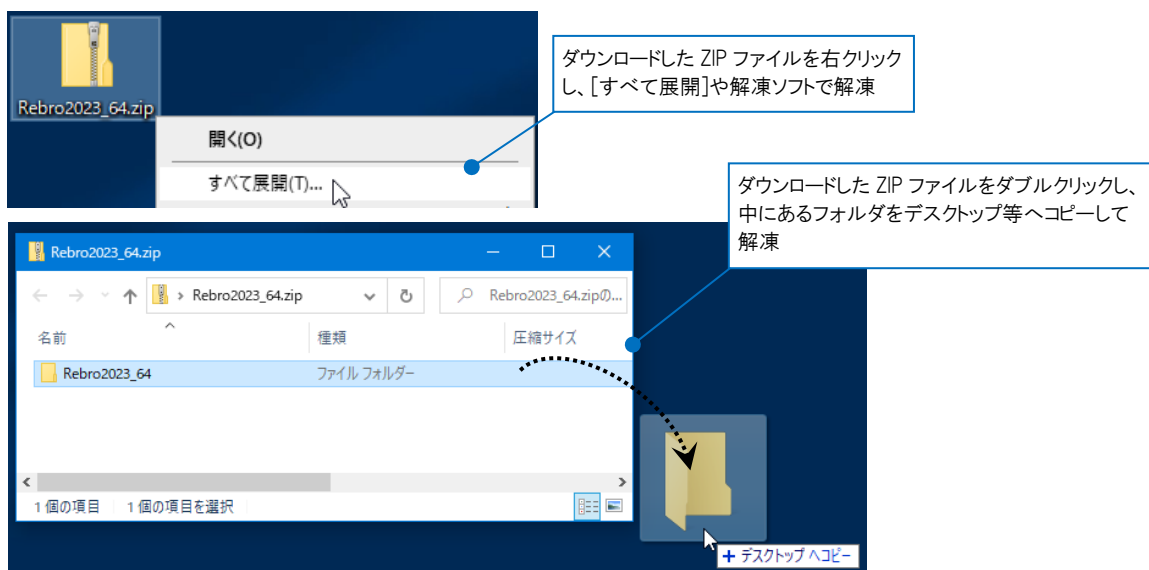 Rebro2023_64.zip
開く(O)
すべて展開(T)...
ダウンロードした ZIP ファイルを右クリック
し、[すべて展開]や解凍ソフトで解凍
ダウンロードした ZIP ファイルをダブルクリックし、
中にあるフォルダをデスクトップ等へコピーして
解凍
Rebro2023_64.zip
Rebro2023_64.zip
Rebro2023_64.zipの...
名前 種類 圧縮サイズ
Rebro2023_64 ファイル フォルダー
1 個の項目 1 個の項目を選択
+ デスクトップ へコピー